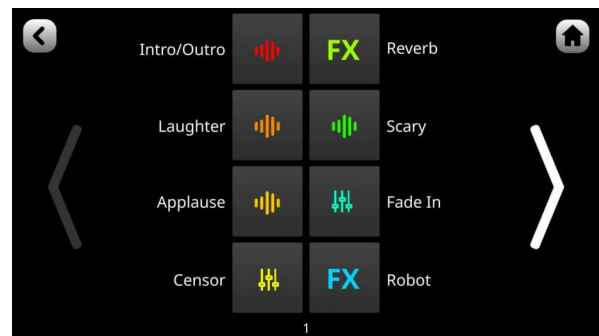 Intro/Outro FX Reverb
Laughter Scary
Applause Fade In
Censor FX Robot
1